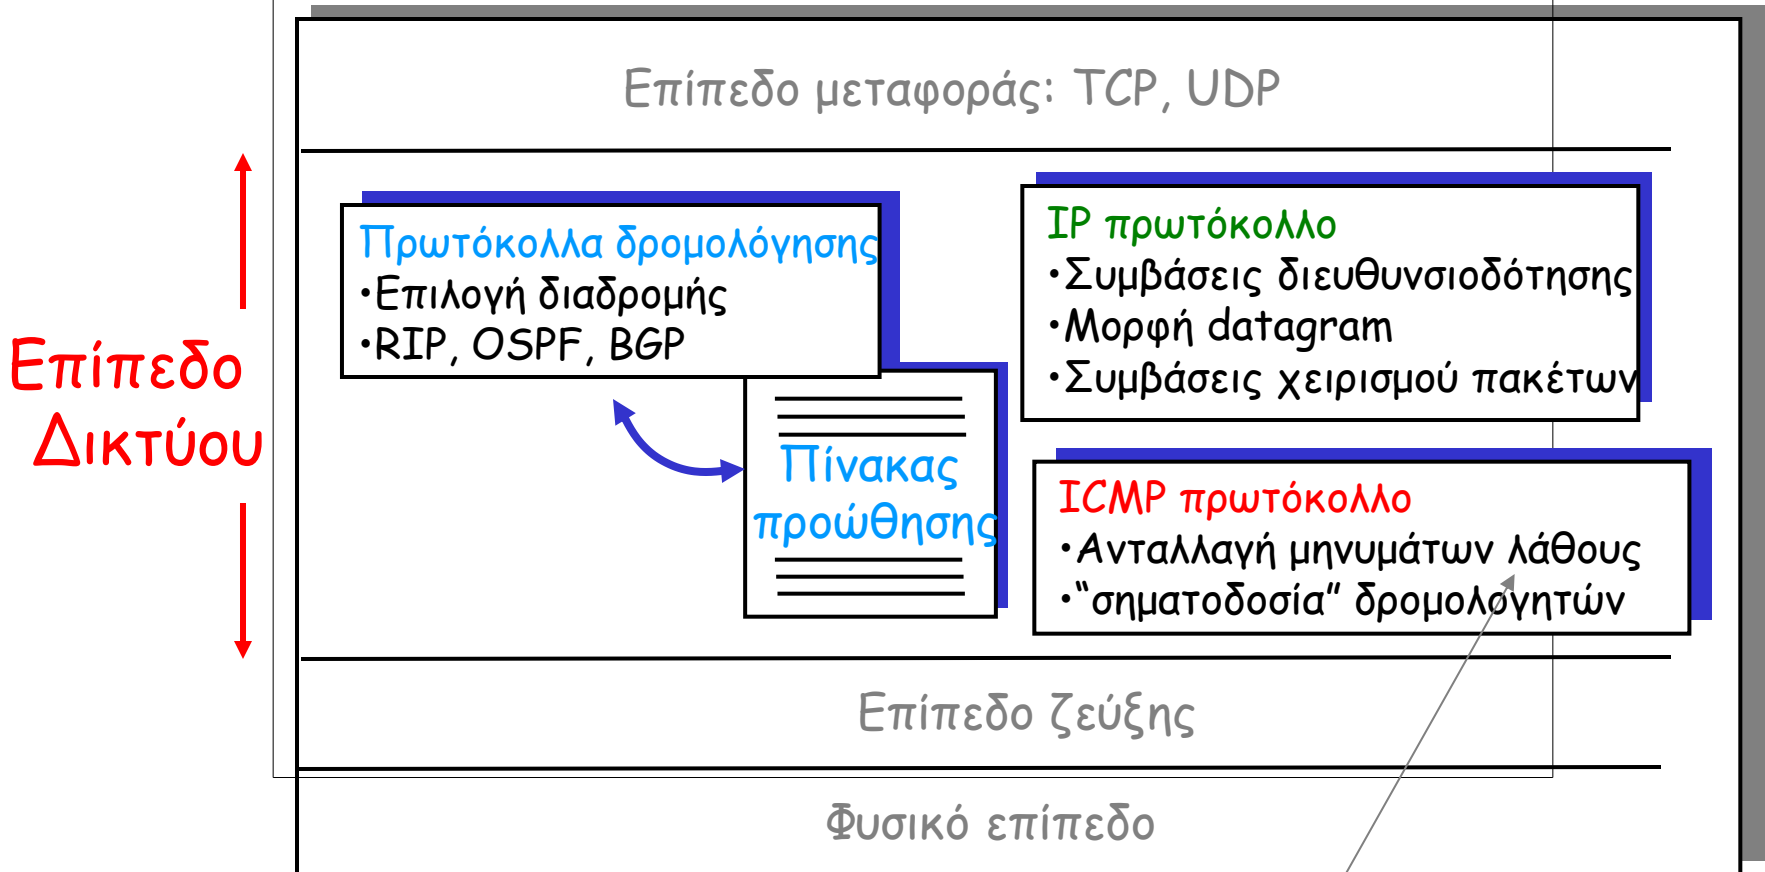 Επίπεδο μεταφοράς: TCP, UDP
Πρωτόκολλα δρομολόγησης
•Επιλογή διαδρομής
•RIP, OSPF, BGP
IP πρωτόκολλο
•Συμβάσεις διευθυνσιοδότησης
•Μορφή datagram
•Συμβάσεις χειρισμού πακέτων
Επίπεδο
Δικτύου
Πίνακας
προώθησης
ICMP πρωτόκολλο
•Ανταλλαγή μηνυμάτων λάθους
•“σηματοδοσία” δρομολογητών
Επίπεδο ζεύξης
Φυσικό επίπεδο